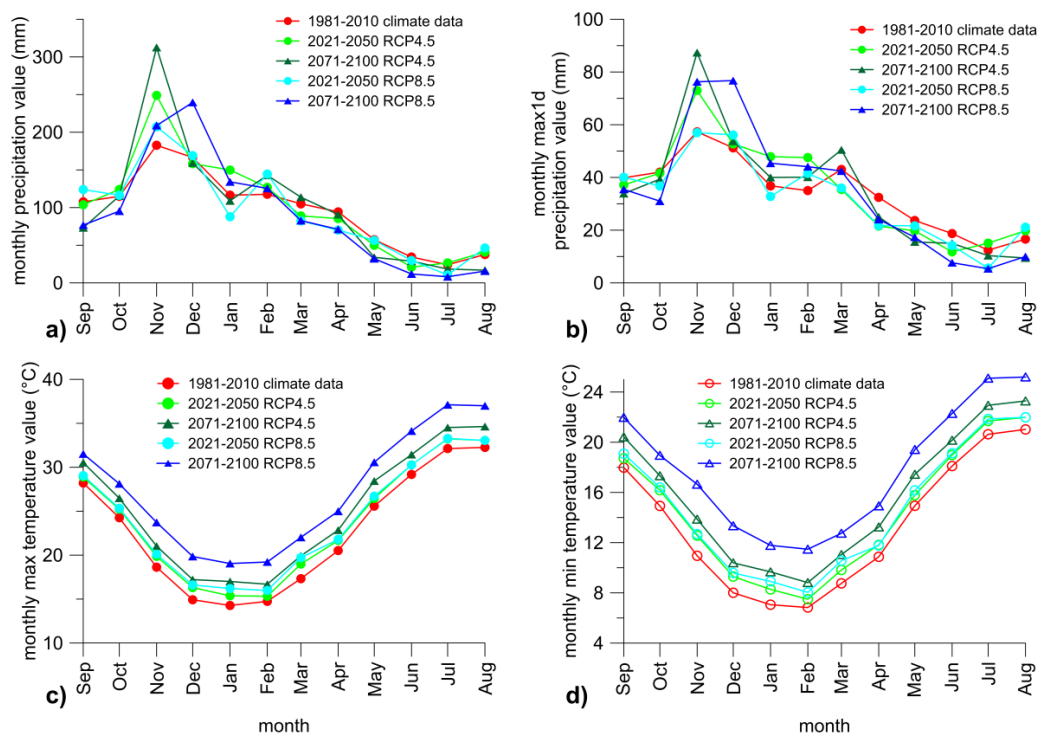 monthly precipitation value (mm)
300
200
100
0
1981-2010 climate data
2021-2050 RCP4.5
2071-2100 RCP4.5
2021-2050 RCP8.5
2071-2100 RCP8.5
a)
Sep
Oct
Nov
Dec
Jan
Feb
Mar
Apr
May
Jun
Jul
Aug
monthly max1d
precipitation value (mm)
100
80
60
40
20
0
1981-2010 climate data
2021-2050 RCP4.5
2071-2100 RCP4.5
2021-2050 RCP8.5
2071-2100 RCP8.5
b)
Sep
Oct
Nov
Dec
Jan
Feb
Mar
Apr
May
Jun
Jul
Aug
monthly max temperature value (°C)
40
30
20
10
1981-2010 climate data
2021-2050 RCP4.5
2071-2100 RCP4.5
2021-2050 RCP8.5
2071-2100 RCP8.5
c)
Sep
Oct
Nov
Dec
Jan
Feb
Mar
Apr
May
Jun
Jul
Aug
month
monthly min temperature value (°C)
24
20
16
12
8
4
1981-2010 climate data
2021-2050 RCP4.5
2071-2100 RCP4.5
2021-2050 RCP8.5
2071-2100 RCP8.5
d)
Sep
Oct
Nov
Dec
Jan
Feb
Mar
Apr
May
Jun
Jul
Aug
month